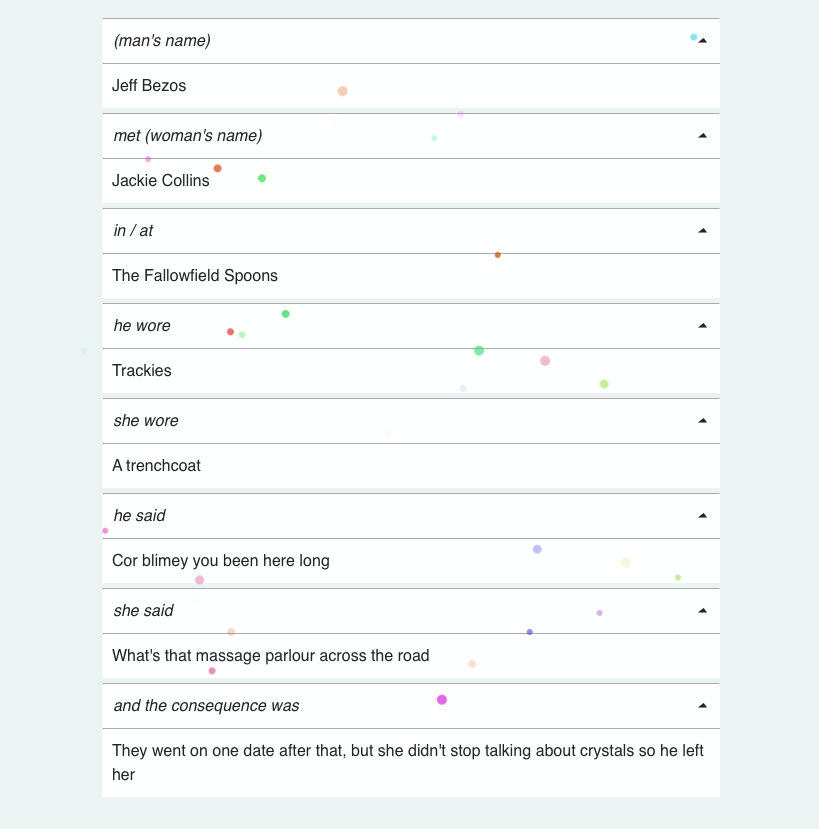 (man's name)
Jeff Bezos
met (woman's name)
Jackie Collins
in / at
The Fallowfield Spoons
he wore
Trackies
she wore
A trenchcoat
he said
Cor blimey you been here long
she said
What's that massage parlour across the road
and the consequence was
They went on one date after that, but she didn't stop talking about crystals so he left
her